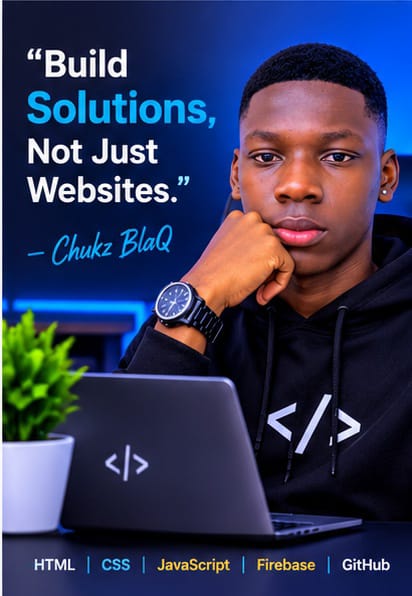 “Build
Solutions,
Not Just
Websites.”
— Chukz BlaQ
</>
</>
HTML | CSS | JavaScript | Firebase | GitHub